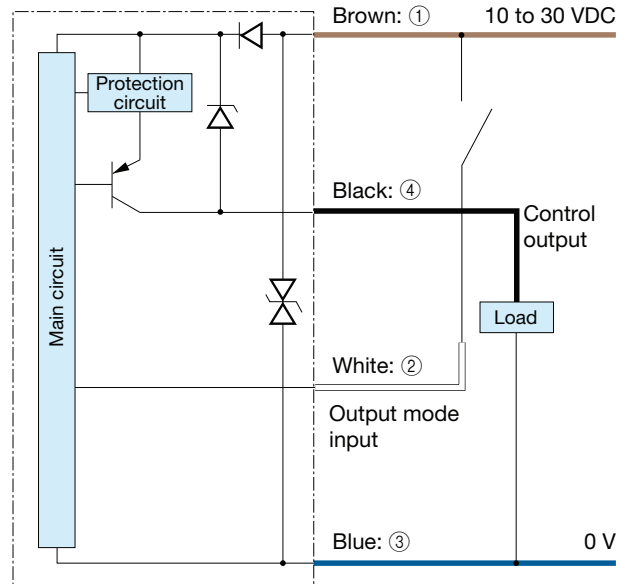 Brown: ① 10 to 30 VDC
Protection
circuit
Black: ④
Control
output
Main circuit
Load
White: ②
Output mode
input
Blue: ③ 0 V